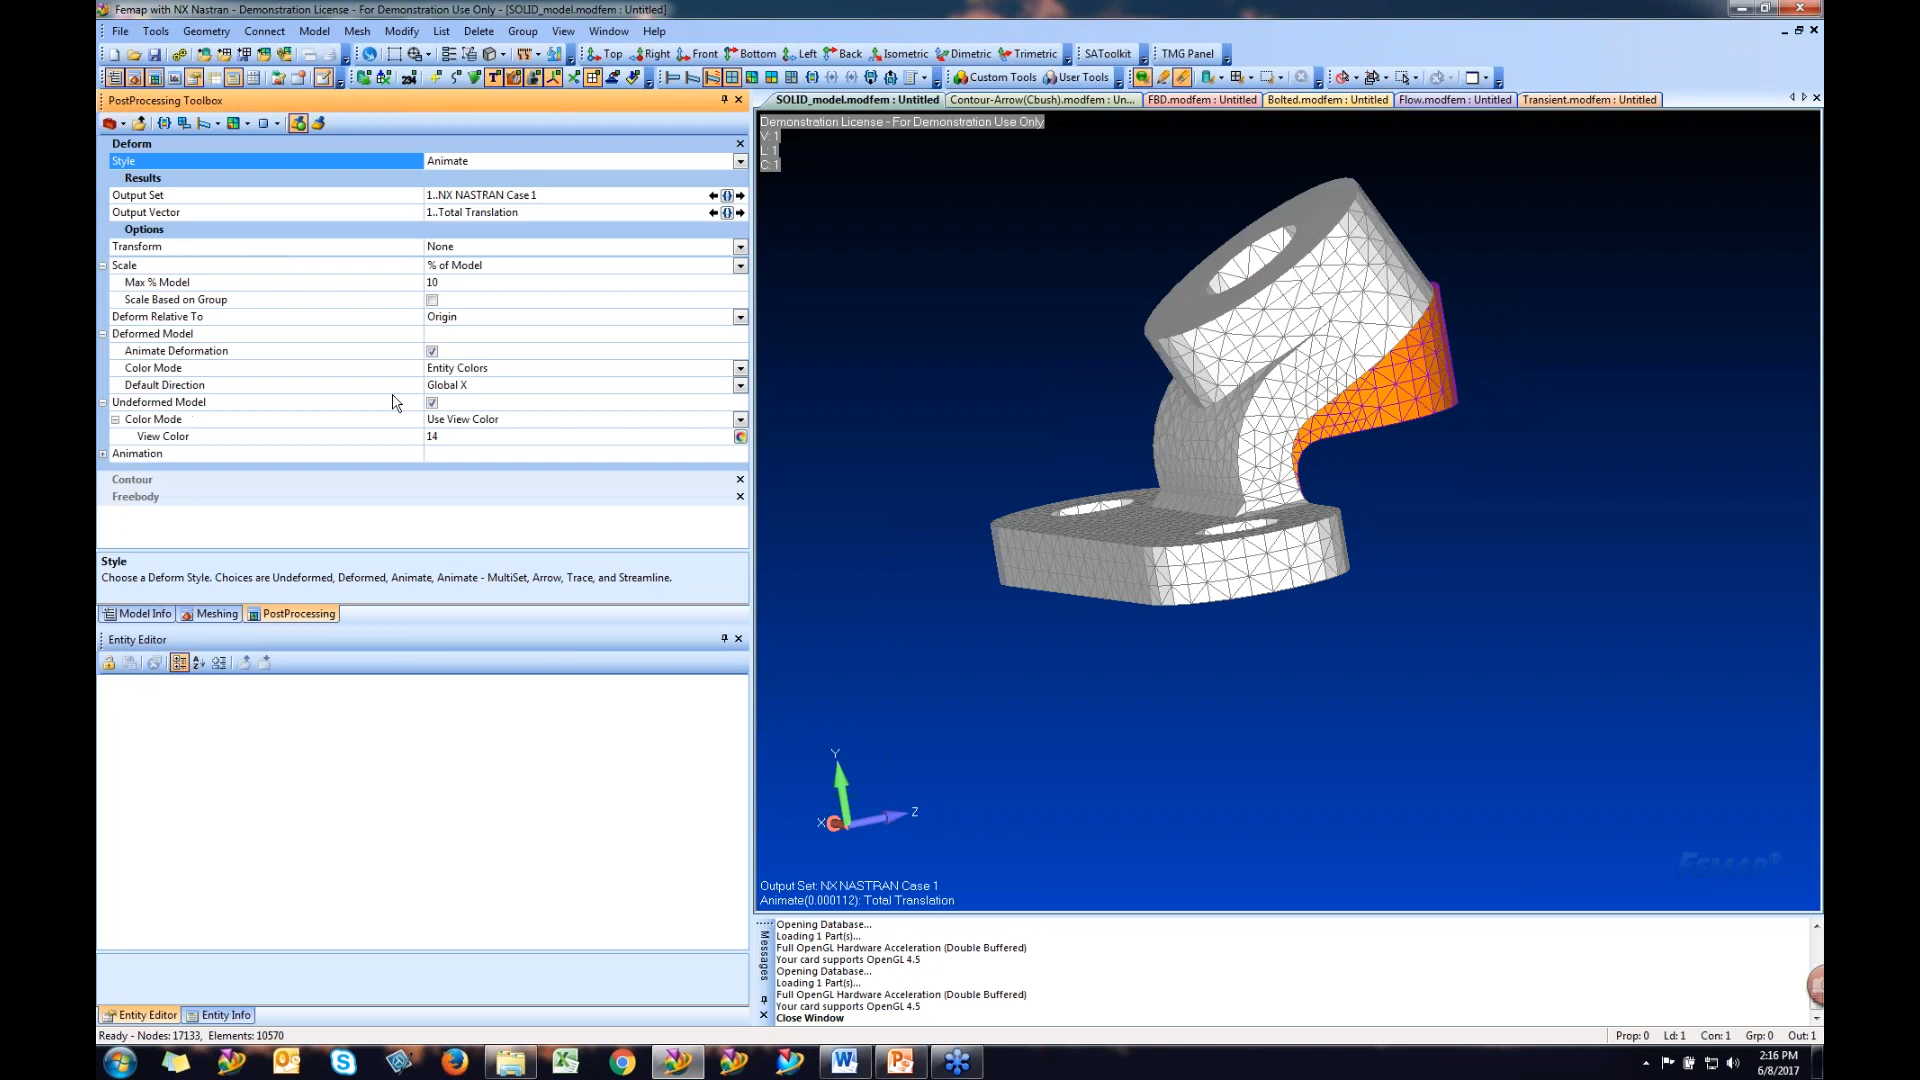 Femap with NX Nastran - Demonstration License - For Demonstration Use Only - [SOLID_model.modfem : Untitled]
File Tools Geometry Connect Model Mesh Modify List Delete Group View Window Help
Top Right Front Bottom Left Back Isometric Dimetric Trimetric SAToolkit TMG Panel
234 Custom Tools User Tools
PostProcessing Toolbox
SOLID_model.modfem : Untitled Contour-Arrow(Cbush).modfem : Un... FBD.modfem : Untitled Bolted.modfem : Untitled Flow.modfem : Untitled Transient.modfem : Untitled
Demonstration License - For Demonstration Use Only
V: 1
L: 1
C: 1
Deform
Style Animate
Results
Output Set 1..NX NASTRAN Case 1
Output Vector 1..Total Translation
Options
Transform None
Scale % of Model
Max % Model 10
Scale Based on Group
Deform Relative To Origin
Deformed Model
Animate Deformation
Color Mode Entity Colors
Default Direction Global X
Undeformed Model
Color Mode Use View Color
View Color 14
Animation
Contour
Freebody
Style
Choose a Deform Style. Choices are Undeformed, Deformed, Animate, Animate - MultiSet, Arrow, Trace, and Streamline.
Model Info Meshing PostProcessing
Entity Editor
Y
Z
X
FEMAP®
Output Set: NX NASTRAN Case 1
Animate(0.000112): Total Translation
Messages
Opening Database...
Loading 1 Part(s)...
Full OpenGL Hardware Acceleration (Double Buffered)
Your card supports OpenGL 4.5
Opening Database...
Loading 1 Part(s)...
Full OpenGL Hardware Acceleration (Double Buffered)
Your card supports OpenGL 4.5
Close Window
Entity Editor Entity Info
Ready - Nodes: 17133, Elements: 10570
Prop: 0 Ld: 1 Con: 1 Grp: 0 Out: 1
2:16 PM
6/8/2017